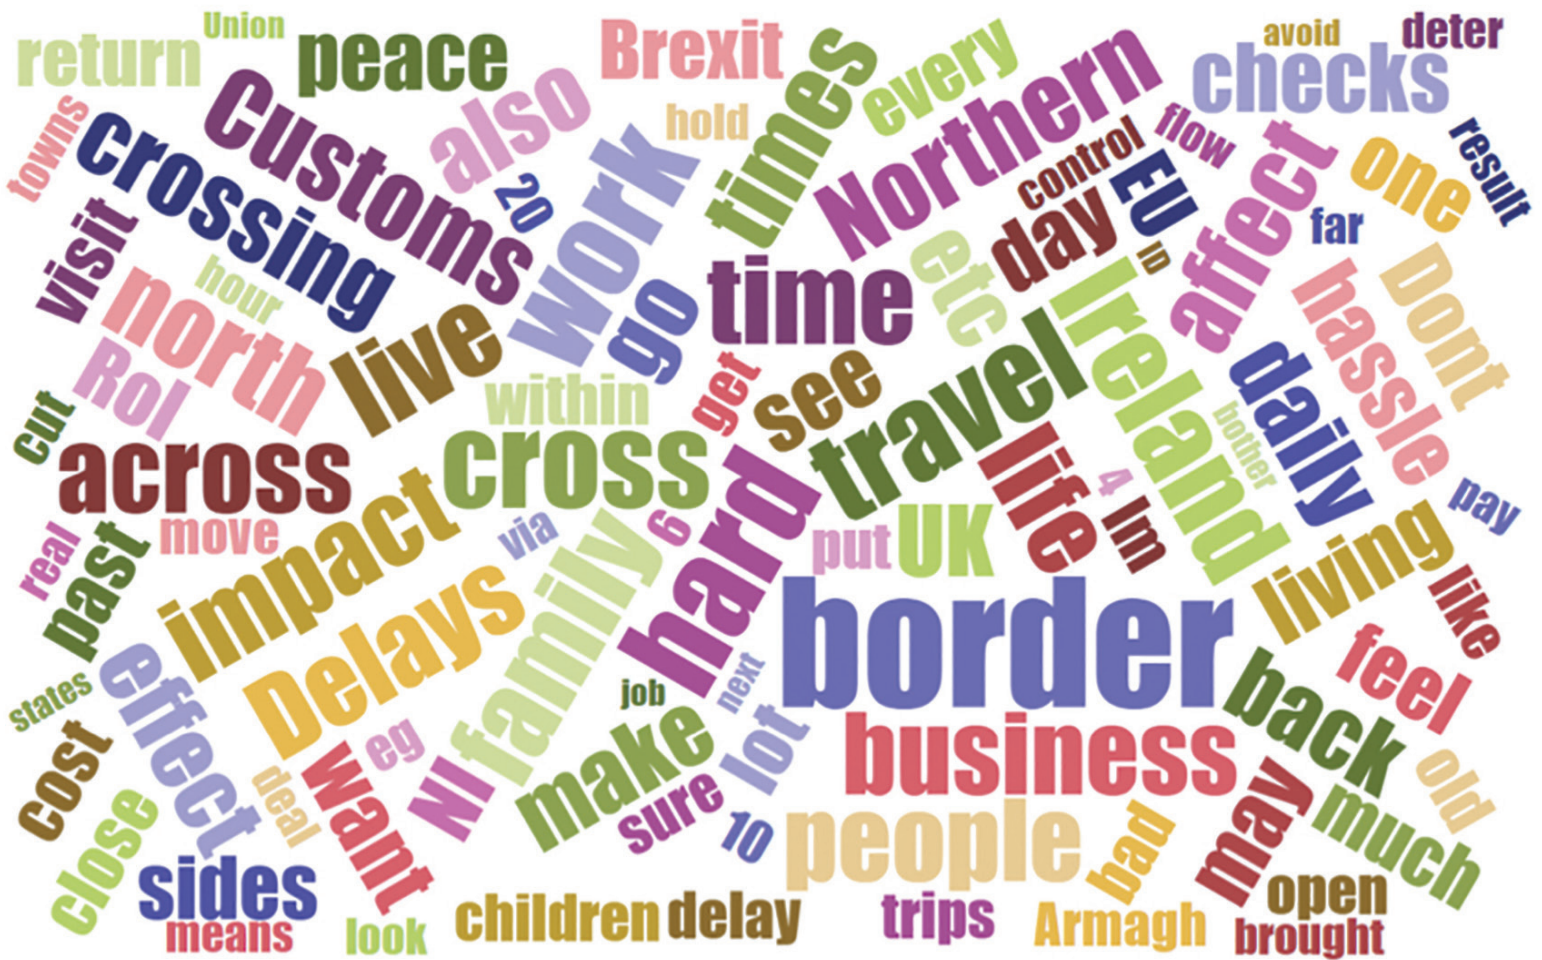 Union
return
peace
Brexit
avoid
deter
checks
times
every
Northern
towns
Customs
also
hold
crossing
20
work
control
flow
EU
affect
one
result
far
visit
north
hour
go
time
etc
day
ID
Ireland
hassle
Dont
RoI
live
within
get
see
travel
daily
bother
cut
across
cross
hard
life
4
Im
pay
real
past
move
impact
via
family
6
put
UK
living
like
states
effect
Delays
job
next
border
back
feel
cost
deal
want
eg
NI
make
sure
lot
business
may
old
close
10
people
bad
much
sides
means
look
children
delay
trips
Armagh
open
brought